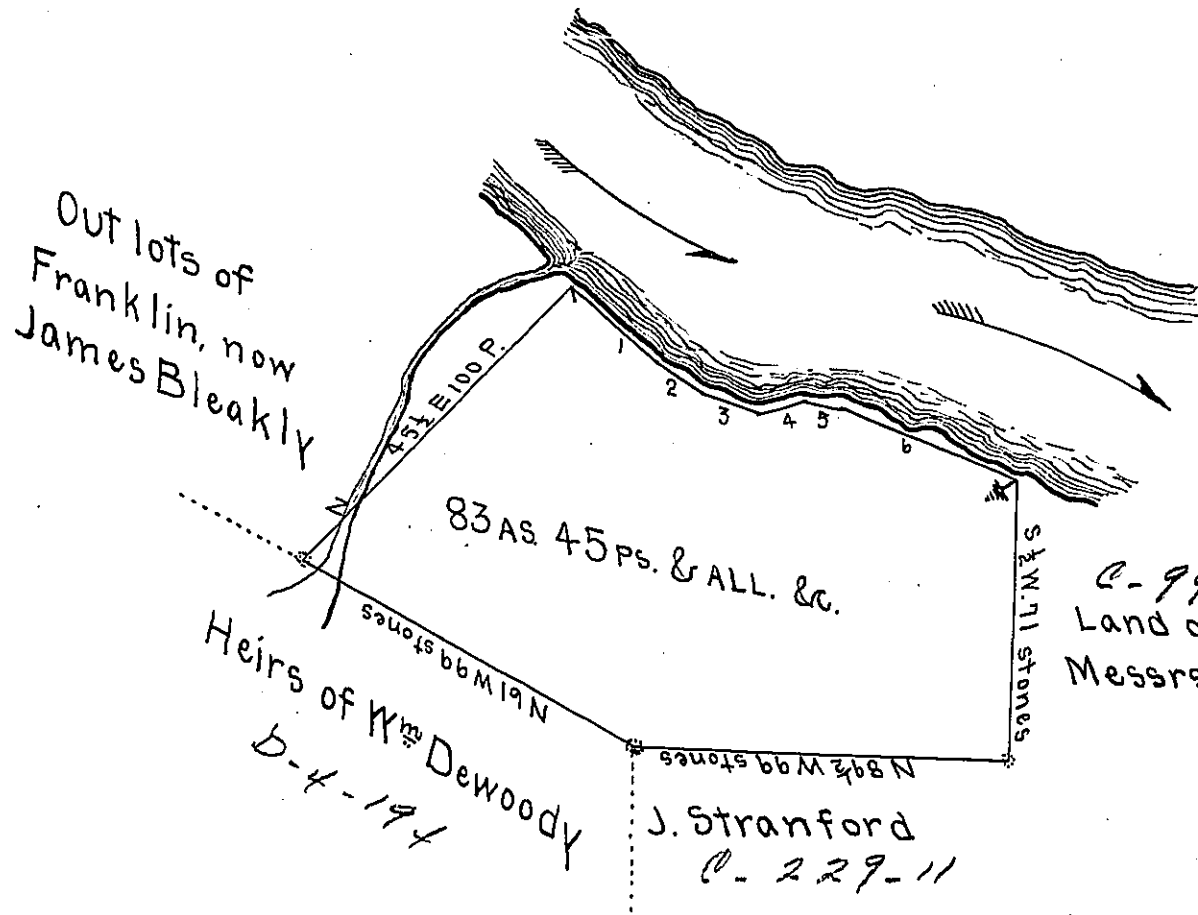 Out lots of
Franklin, now
James Bleakly
N 45½ E 100 P.
1
2
3
4
5
6
83 AS. 45 PS. & ALL. &c.
S ½ W. 71 stones
C-99
Land o
Messrs
N 61 W 99 stones
Heirs of Wm Dewoody
D-4-194
N 89½ W 99 stones
J. Stranford
C-229-11